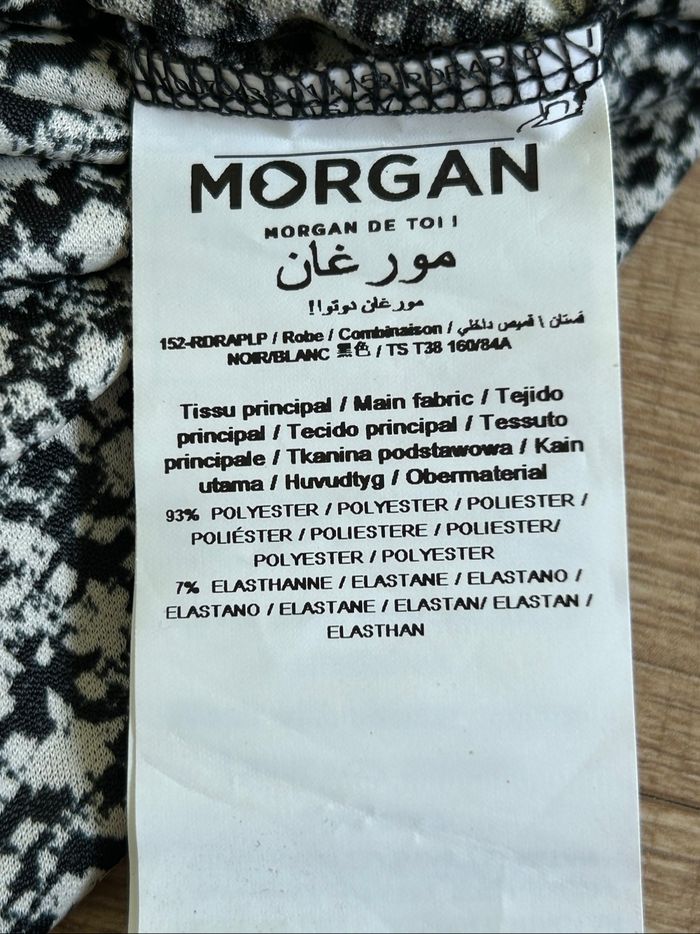 MORGAN
MORGAN DE TOI !
مورغان
مورغان دوتوا!
152-RDRAPLP / Robe / Combinaison / فستان \ قميص داخلي
NOIR/BLANC 黑色 / TS T38 160/84A
Tissu principal / Main fabric / Tejido
principal / Tecido principal / Tessuto
principale / Tkanina podstawowa / Kain
utama / Huvudtyg / Obermaterial
93% POLYESTER / POLYESTER / POLIESTER /
POLIÉSTER / POLIESTERE / POLIESTER/
POLYESTER / POLYESTER
7% ELASTHANNE / ELASTANE / ELASTANO /
ELASTANO / ELASTANE / ELASTAN/ ELASTAN /
ELASTHAN